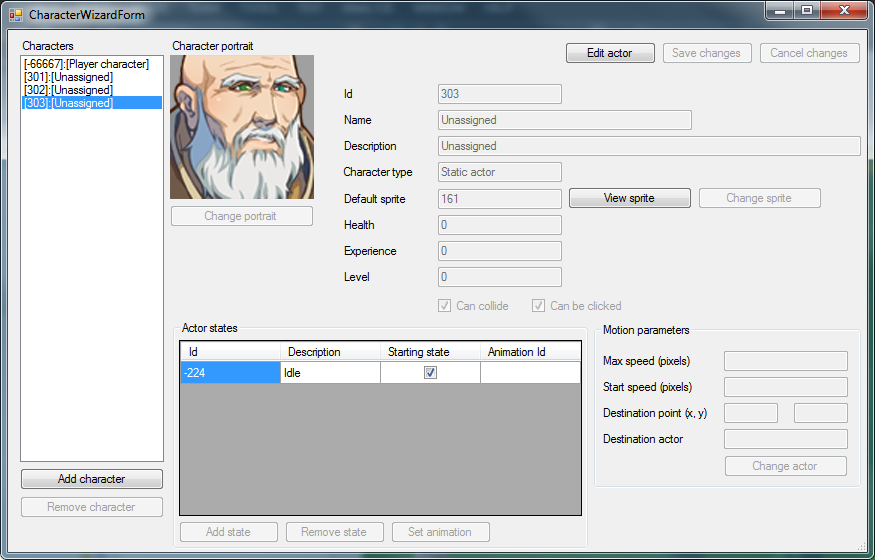 CharacterWizardForm
Characters
[-66667]:[Player character]
[301]:[Unassigned]
[302]:[Unassigned]
[303]:[Unassigned]
Add character
Remove character
Character portrait
Change portrait
Edit actor Save changes Cancel changes
Id 303
Name Unassigned
Description Unassigned
Character type Static actor
Default sprite 161 View sprite Change sprite
Health 0
Experience 0
Level 0
Can collide Can be clicked
Actor states
Id Description Starting state Animation Id
-224 Idle
Add state Remove state Set animation
Motion parameters
Max speed (pixels)
Start speed (pixels)
Destination point (x, y)
Destination actor
Change actor